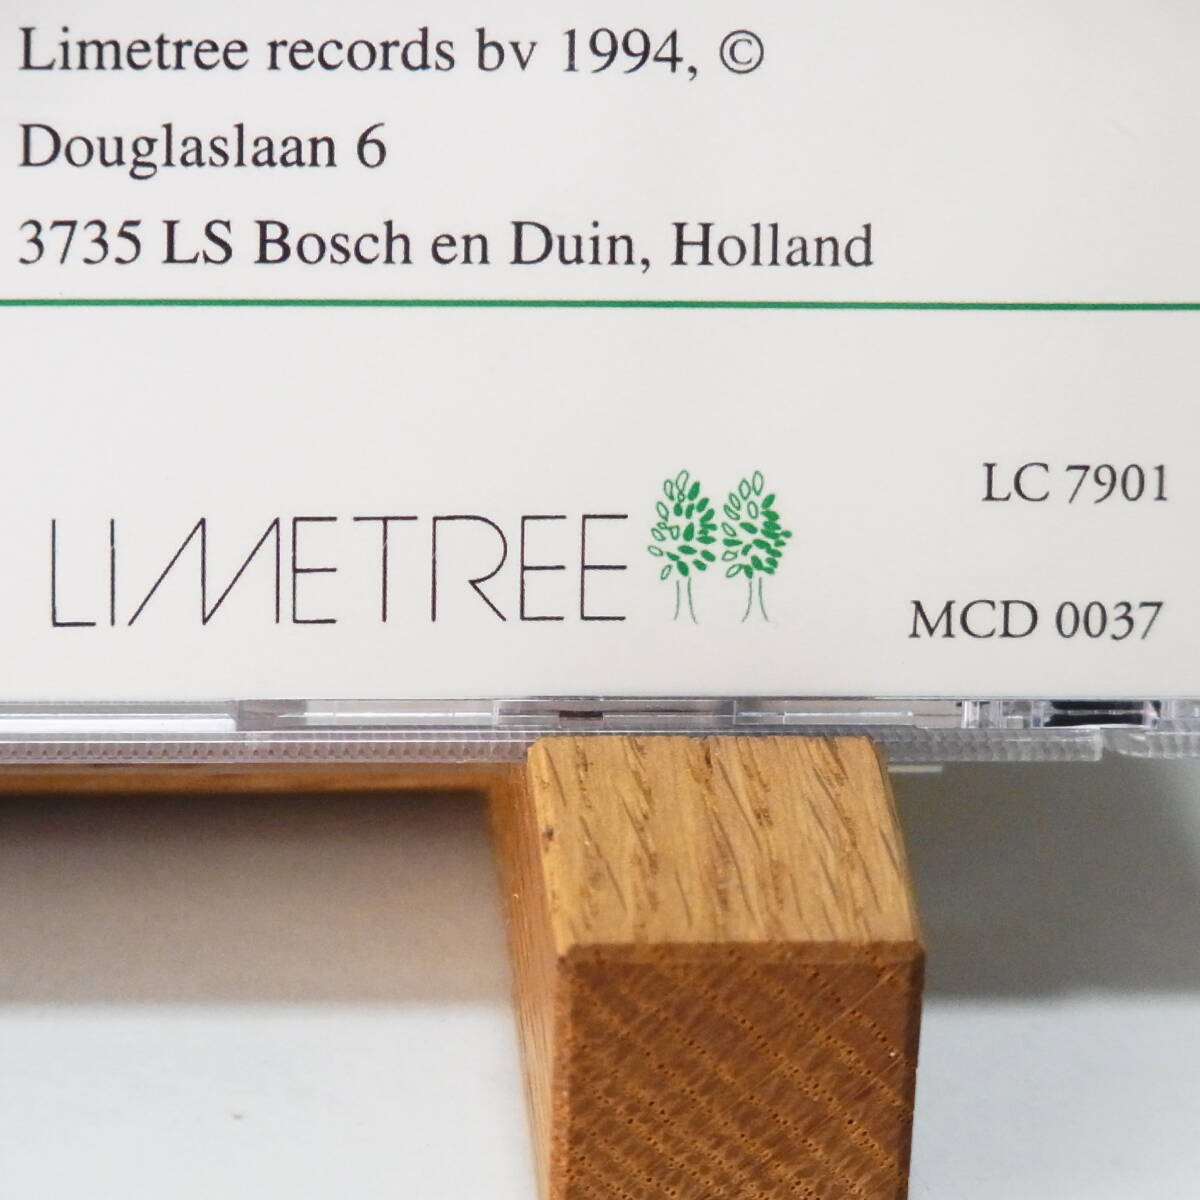 Limetree records bv 1994, ©
Douglaslaan 6
3735 LS Bosch en Duin, Holland
LC 7901
LIMETREE
MCD 0037